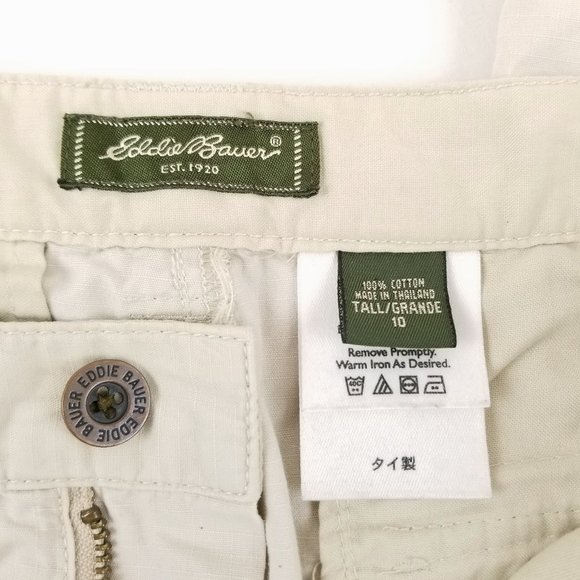 Eddie Bauer®
EST. 1920
100% COTTON
MADE IN THAILAND
TALL/GRANDE
10
Remove Promptly.
Warm Iron As Desired.
40C
タイ製
EDDIE BAUER EDDIE BAUER